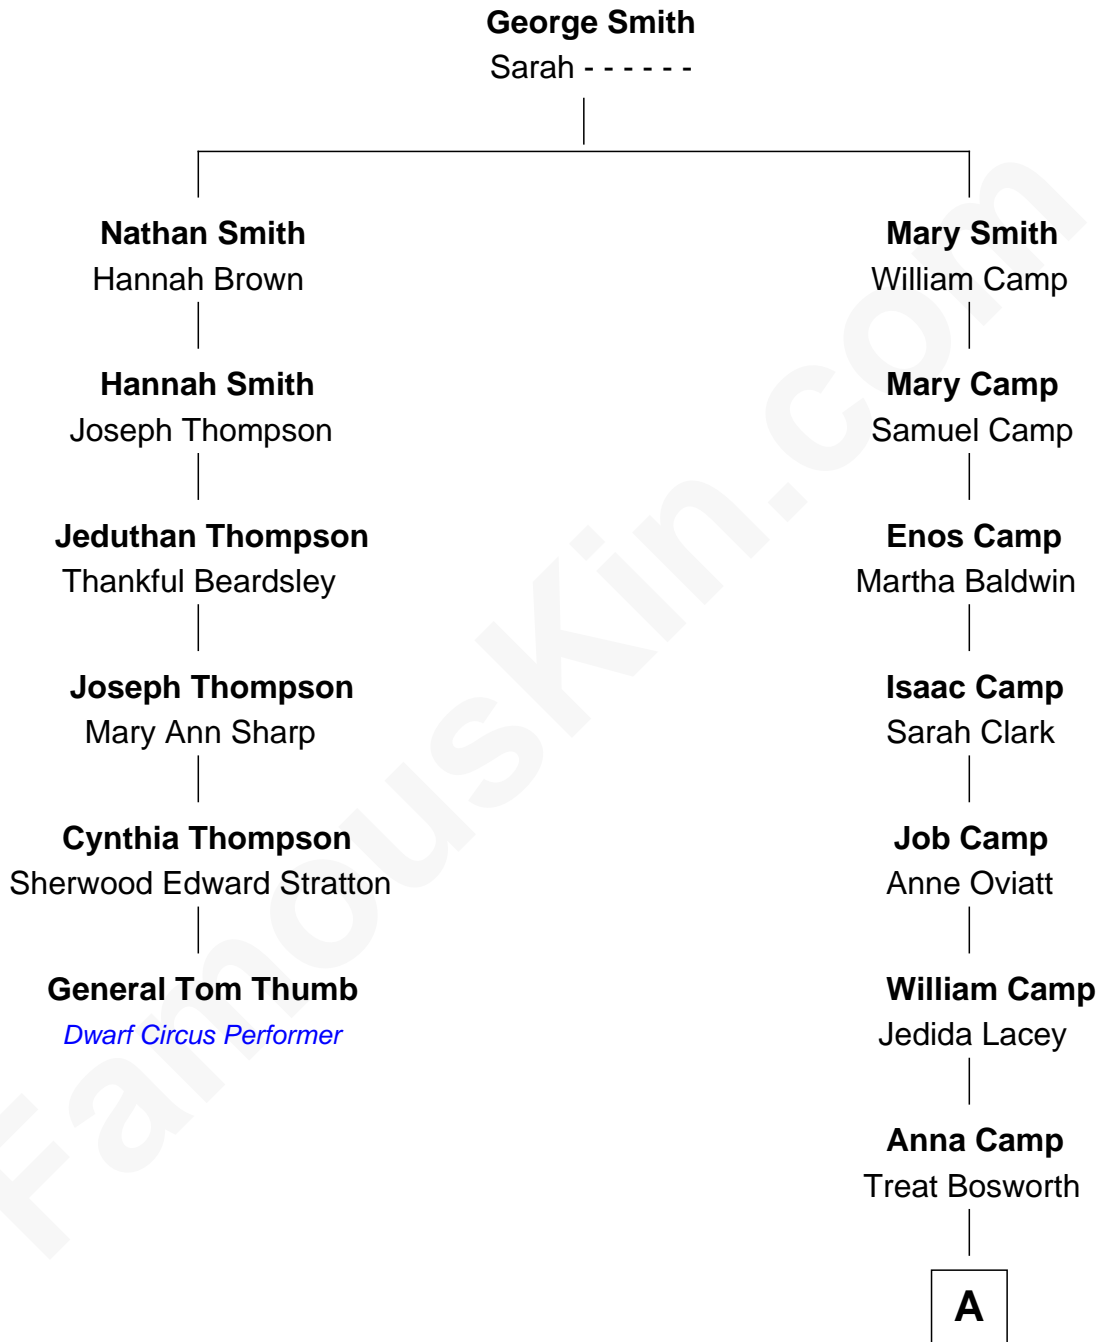 George Smith
Sarah - - - - - -
Nathan Smith
Hannah Brown
Mary Smith
William Camp
Hannah Smith
Joseph Thompson
Mary Camp
Samuel Camp
Jeduthan Thompson
Thankful Beardsley
Enos Camp
Martha Baldwin
Joseph Thompson
Mary Ann Sharp
Isaac Camp
Sarah Clark
Cynthia Thompson
Sherwood Edward Stratton
Job Camp
Anne Oviatt
General Tom Thumb
Dwarf Circus Performer
William Camp
Jedida Lacey
Anna Camp
Treat Bosworth
A
FamousKin.com